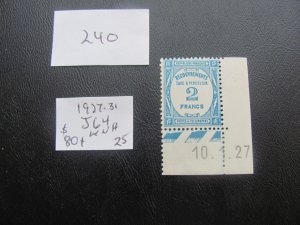 240
1927-31
J64
$ MNH
80+ 25
RECOUVREMENTS
TAXE A PERCEVOIR
2
FRANCS
10.1.27